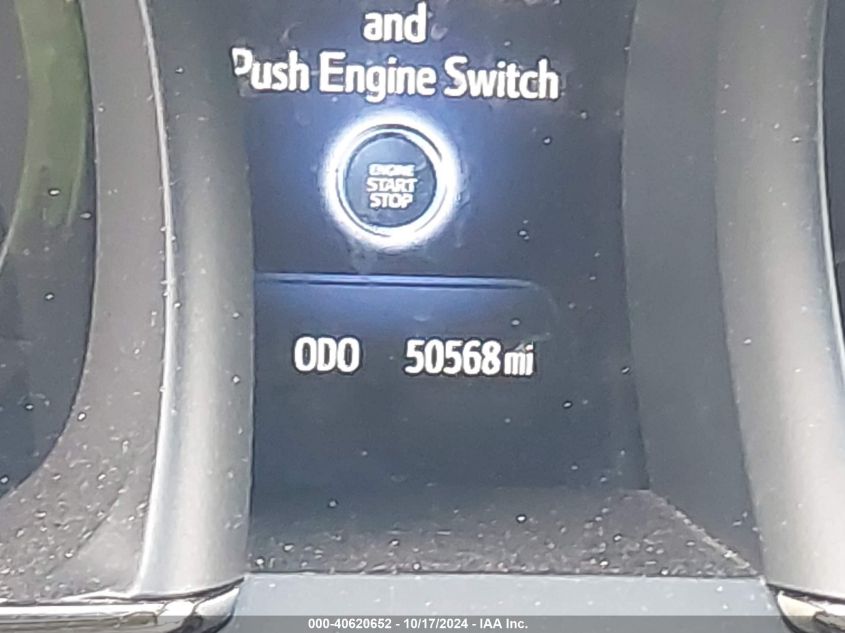 and
Push Engine Switch
ENGINE
START
STOP
ODO 50568 mi
000-40620652 - 10/17/2024 - IAA Inc.